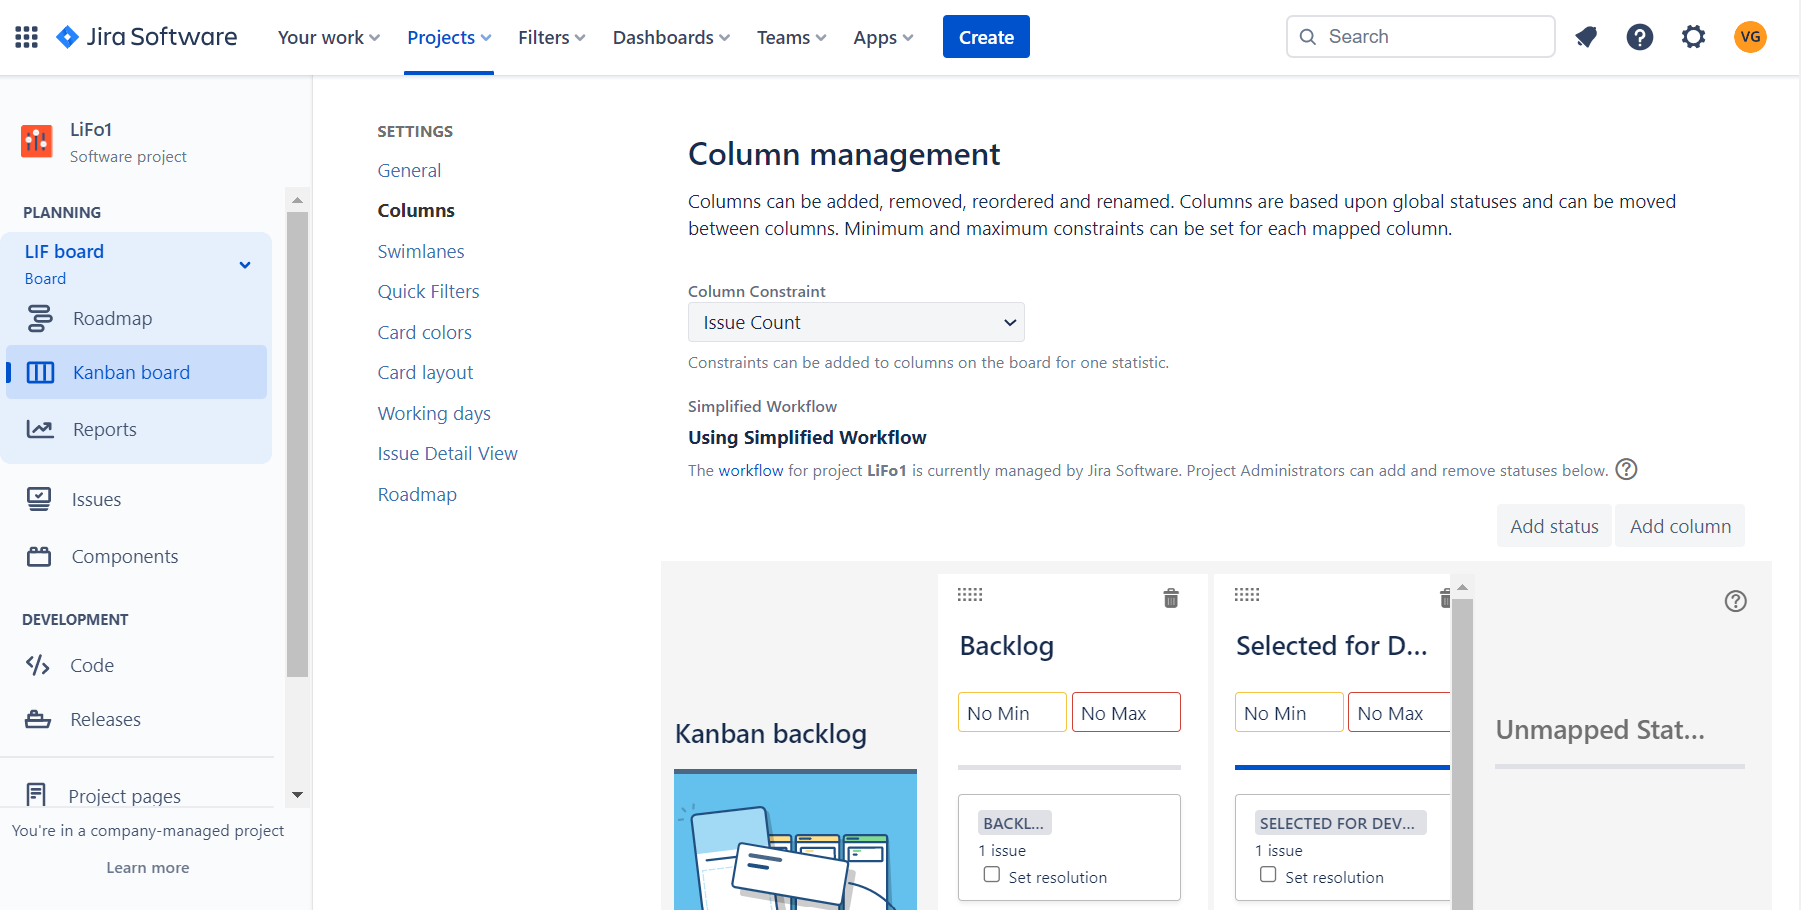 Jira Software
Your work
Projects
Filters
Dashboards
Teams
Apps
Create
Search
VG
LiFo1
Software project
PLANNING
LIF board
Board
Roadmap
Kanban board
Reports
Issues
Components
DEVELOPMENT
Code
Releases
Project pages
You're in a company-managed project
Learn more
SETTINGS
General
Columns
Swimlanes
Quick Filters
Card colors
Card layout
Working days
Issue Detail View
Roadmap
Column management
Columns can be added, removed, reordered and renamed. Columns are based upon global statuses and can be moved
between columns. Minimum and maximum constraints can be set for each mapped column.
Column Constraint
Issue Count
Constraints can be added to columns on the board for one statistic.
Simplified Workflow
Using Simplified Workflow
The workflow for project LiFo1 is currently managed by Jira Software. Project Administrators can add and remove statuses below.
Add status
Add column
Kanban backlog
Backlog
No Min
No Max
BACKL...
1 issue
Set resolution
Selected for D...
No Min
No Max
SELECTED FOR DEV...
1 issue
Set resolution
Unmapped Stat...